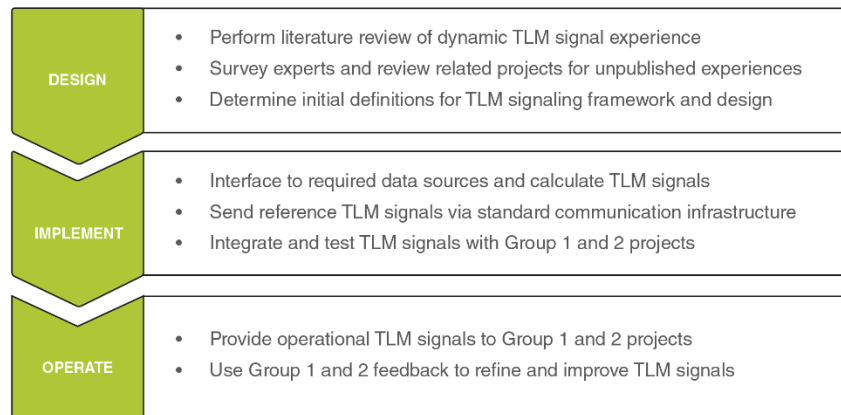 DESIGN
• Perform literature review of dynamic TLM signal experience
• Survey experts and review related projects for unpublished experiences
• Determine initial definitions for TLM signaling framework and design
IMPLEMENT
• Interface to required data sources and calculate TLM signals
• Send reference TLM signals via standard communication infrastructure
• Integrate and test TLM signals with Group 1 and 2 projects
OPERATE
• Provide operational TLM signals to Group 1 and 2 projects
• Use Group 1 and 2 feedback to refine and improve TLM signals